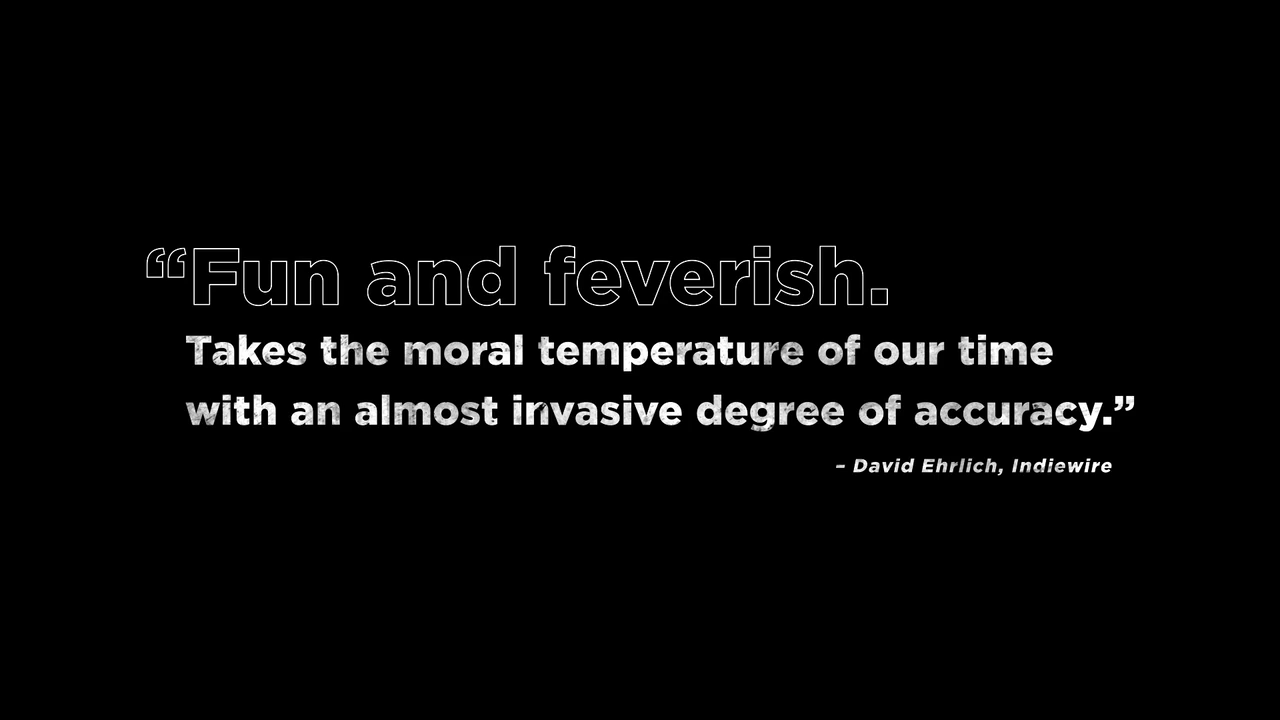 “Fun and feverish.
Takes the moral temperature of our time
with an almost invasive degree of accuracy.”
– David Ehrlich, Indiewire